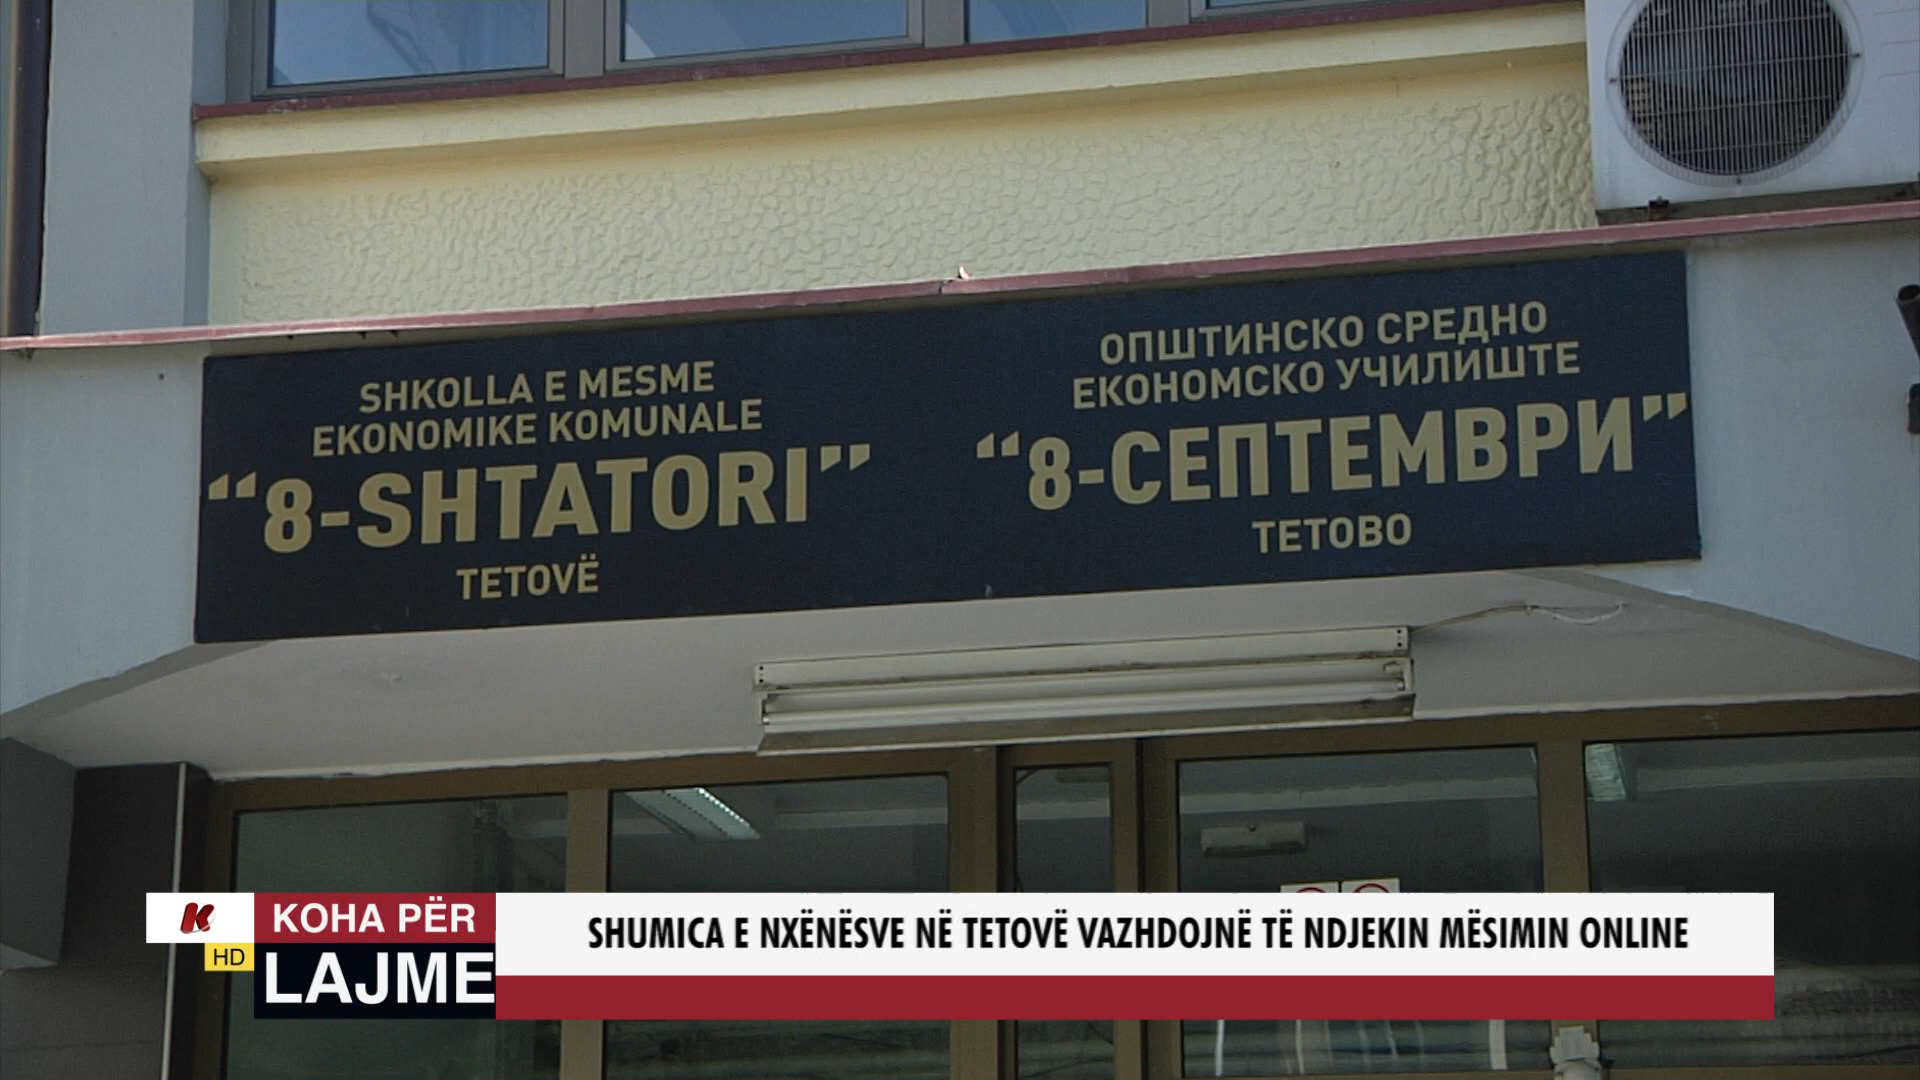 SHKOLLA E MESME
EKONOMIKE KOMUNALE
“8-SHTATORI”
TETOVË
ОПШТИНСКО СРЕДНО
ЕКОНОМСКО УЧИЛИШТЕ
“8-СЕПТЕМВРИ”
ТЕТОВО
K
HD
KOHA PËR
LAJME
SHUMICA E NXËNËSVE NË TETOVË VAZHDOJNË TË NDJEKIN MËSIMIN ONLINE